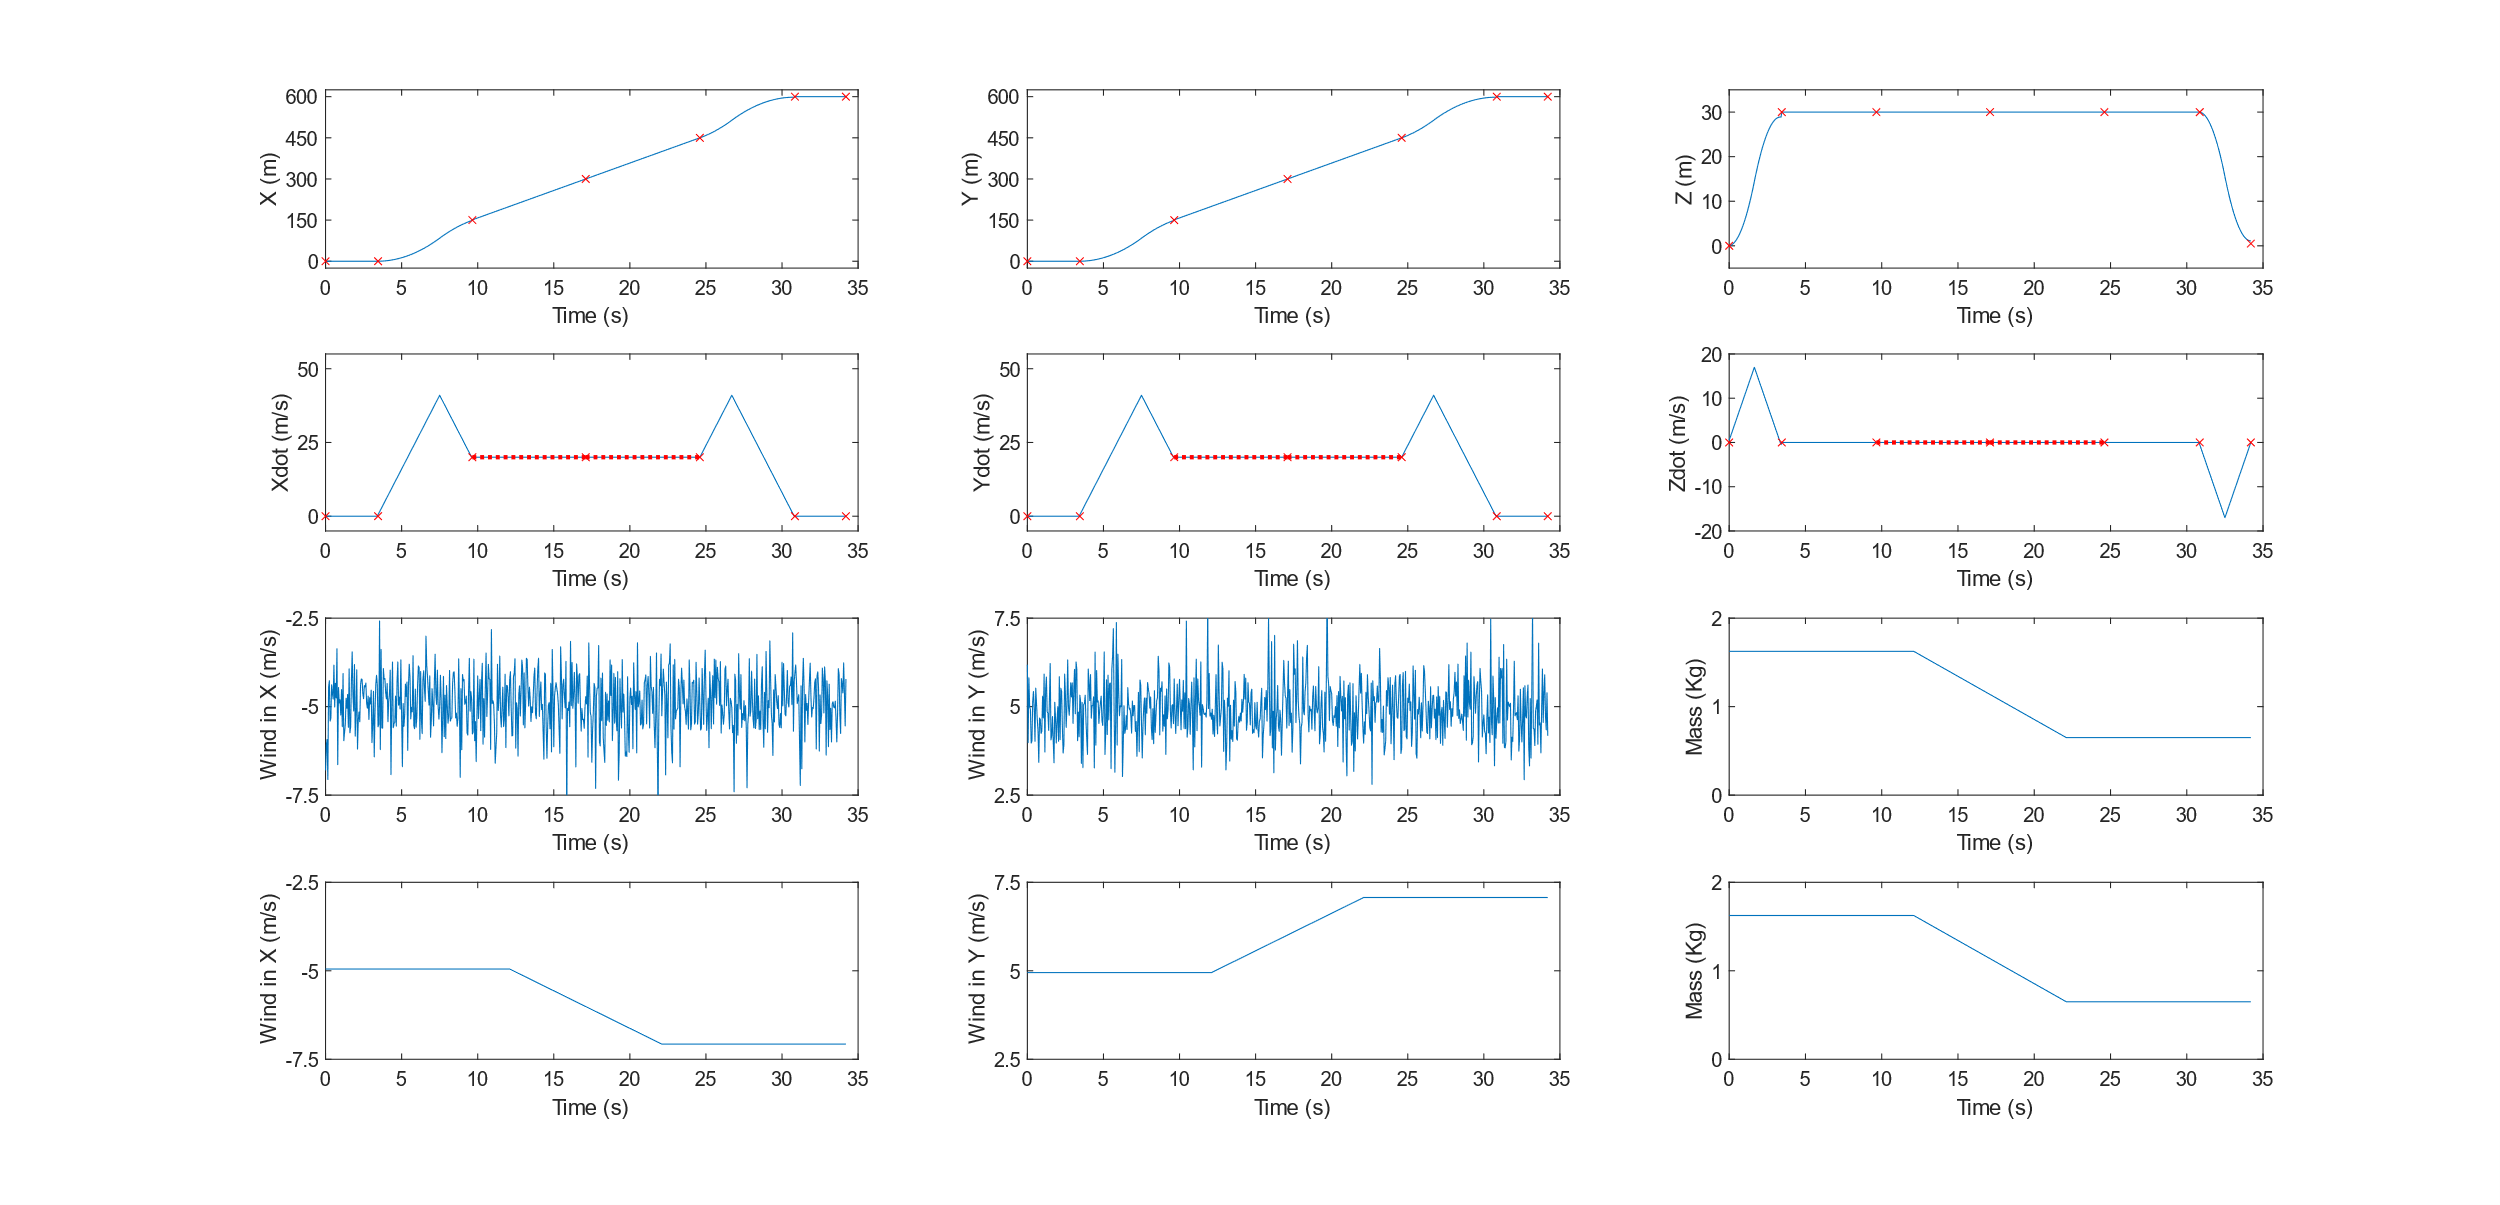 X (m)
600
450
300
150
0
0 5 10 15 20 25 30 35
Time (s)
Y (m)
600
450
300
150
0
0 5 10 15 20 25 30 35
Time (s)
Z (m)
30
20
10
0
0 5 10 15 20 25 30 35
Time (s)
Xdot (m/s)
50
25
0
0 5 10 15 20 25 30 35
Time (s)
Ydot (m/s)
50
25
0
0 5 10 15 20 25 30 35
Time (s)
Zdot (m/s)
20
10
0
-10
-20
0 5 10 15 20 25 30 35
Time (s)
Wind in X (m/s)
-2.5
-5
-7.5
0 5 10 15 20 25 30 35
Time (s)
Wind in Y (m/s)
7.5
5
2.5
0 5 10 15 20 25 30 35
Time (s)
Mass (Kg)
2
1
0
0 5 10 15 20 25 30 35
Time (s)
Wind in X (m/s)
-2.5
-5
-7.5
0 5 10 15 20 25 30 35
Time (s)
Wind in Y (m/s)
7.5
5
2.5
0 5 10 15 20 25 30 35
Time (s)
Mass (Kg)
2
1
0
0 5 10 15 20 25 30 35
Time (s)